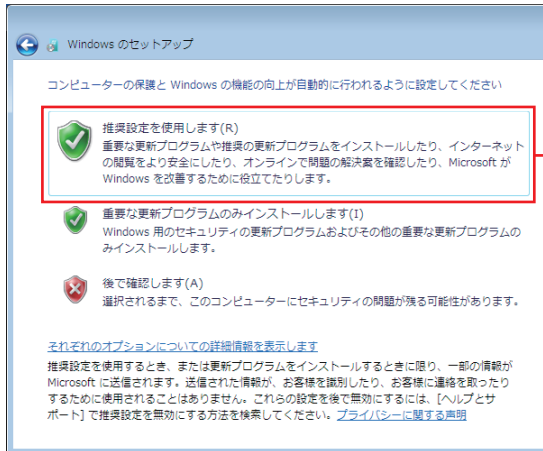 Windows のセットアップ
コンピューターの保護と Windows の機能の向上が自動的に行われるように設定してください
推奨設定を使用します(R)
重要な更新プログラムや推奨の更新プログラムをインストールしたり、インターネット
の閲覧をより安全にしたり、オンラインで問題の解決案を確認したり、Microsoft が
Windows を改善するために役立てたりします。
重要な更新プログラムのみインストールします(I)
Windows 用のセキュリティの更新プログラムおよびその他の重要な更新プログラムの
みインストールします。
後で確認します(A)
選択されるまで、このコンピューターにセキュリティの問題が残る可能性があります。
それぞれのオプションについての詳細情報を表示します
推奨設定を使用するとき、または更新プログラムをインストールするときに限り、一部の情報が
Microsoft に送信されます。送信された情報が、お客様を識別したり、お客様に連絡を取ったり
するために使用されることはありません。これらの設定を後で無効にするには、[ヘルプとサ
ポート] で推奨設定を無効にする方法を検索してください。プライバシーに関する声明